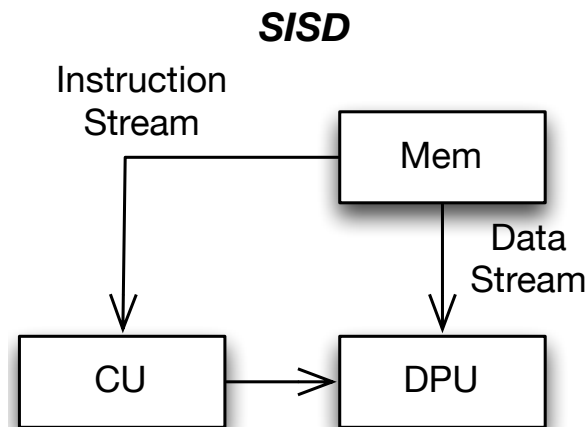 SISD
Instruction
Stream
Mem
Data
Stream
CU
DPU